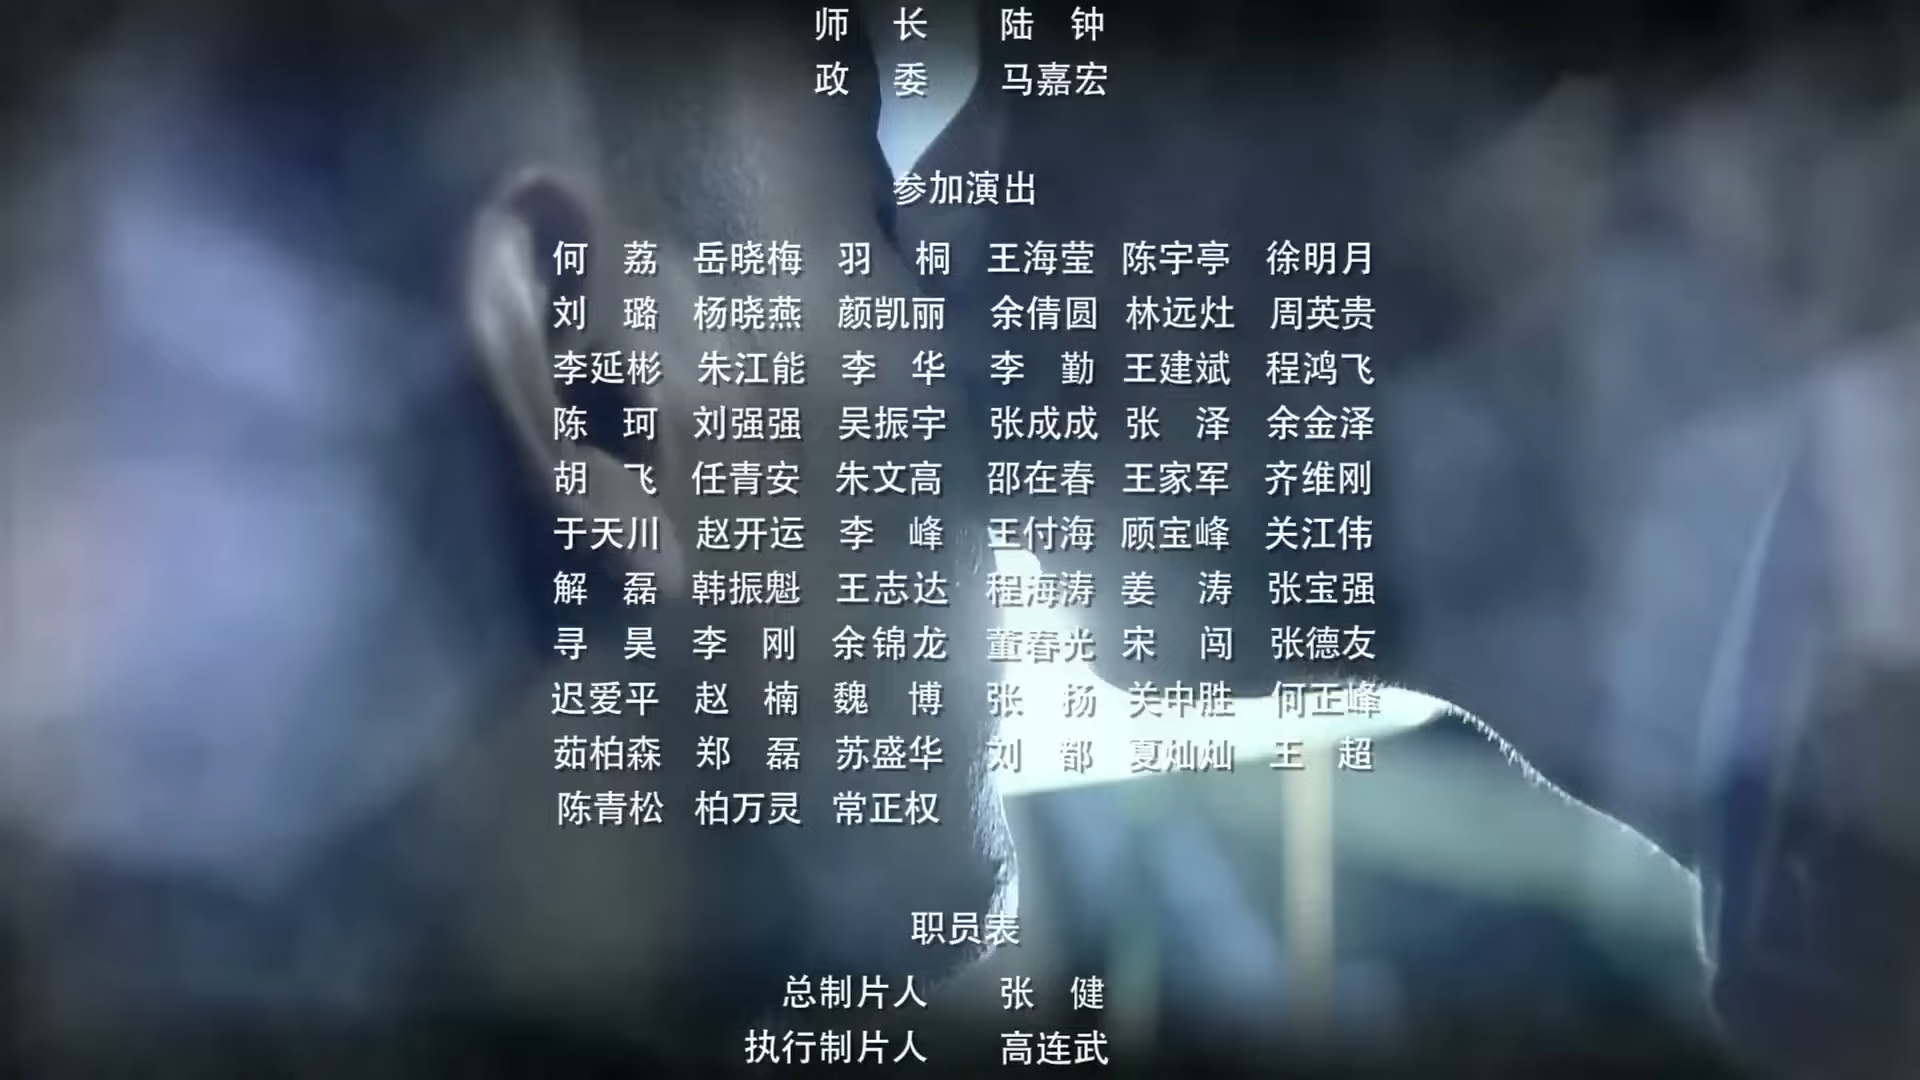 师 长 陆 钟
政 委 马嘉宏
参加演出
何 荔 岳晓梅 羽 桐 王海莹 陈宇亭 徐明月
刘 璐 杨晓燕 颜凯丽 余倩圆 林远灶 周英贵
李延彬 朱江能 李 华 李 勤 王建斌 程鸿飞
陈 珂 刘强强 吴振宇 张成成 张 泽 余金泽
胡 飞 任青安 朱文高 邵在春 王家军 齐维刚
于天川 赵开运 李 峰 王付海 顾宝峰 关江伟
解 磊 韩振魁 王志达 程海涛 姜 涛 张宝强
寻 昊 李 刚 余锦龙 董春光 宋 闯 张德友
迟爱平 赵 楠 魏 博 张 扬 关中胜 何正峰
茹柏森 郑 磊 苏盛华 刘 都 夏灿灿 王 超
陈青松 柏万灵 常正权
职员表
总制片人 张 健
执行制片人 高连武